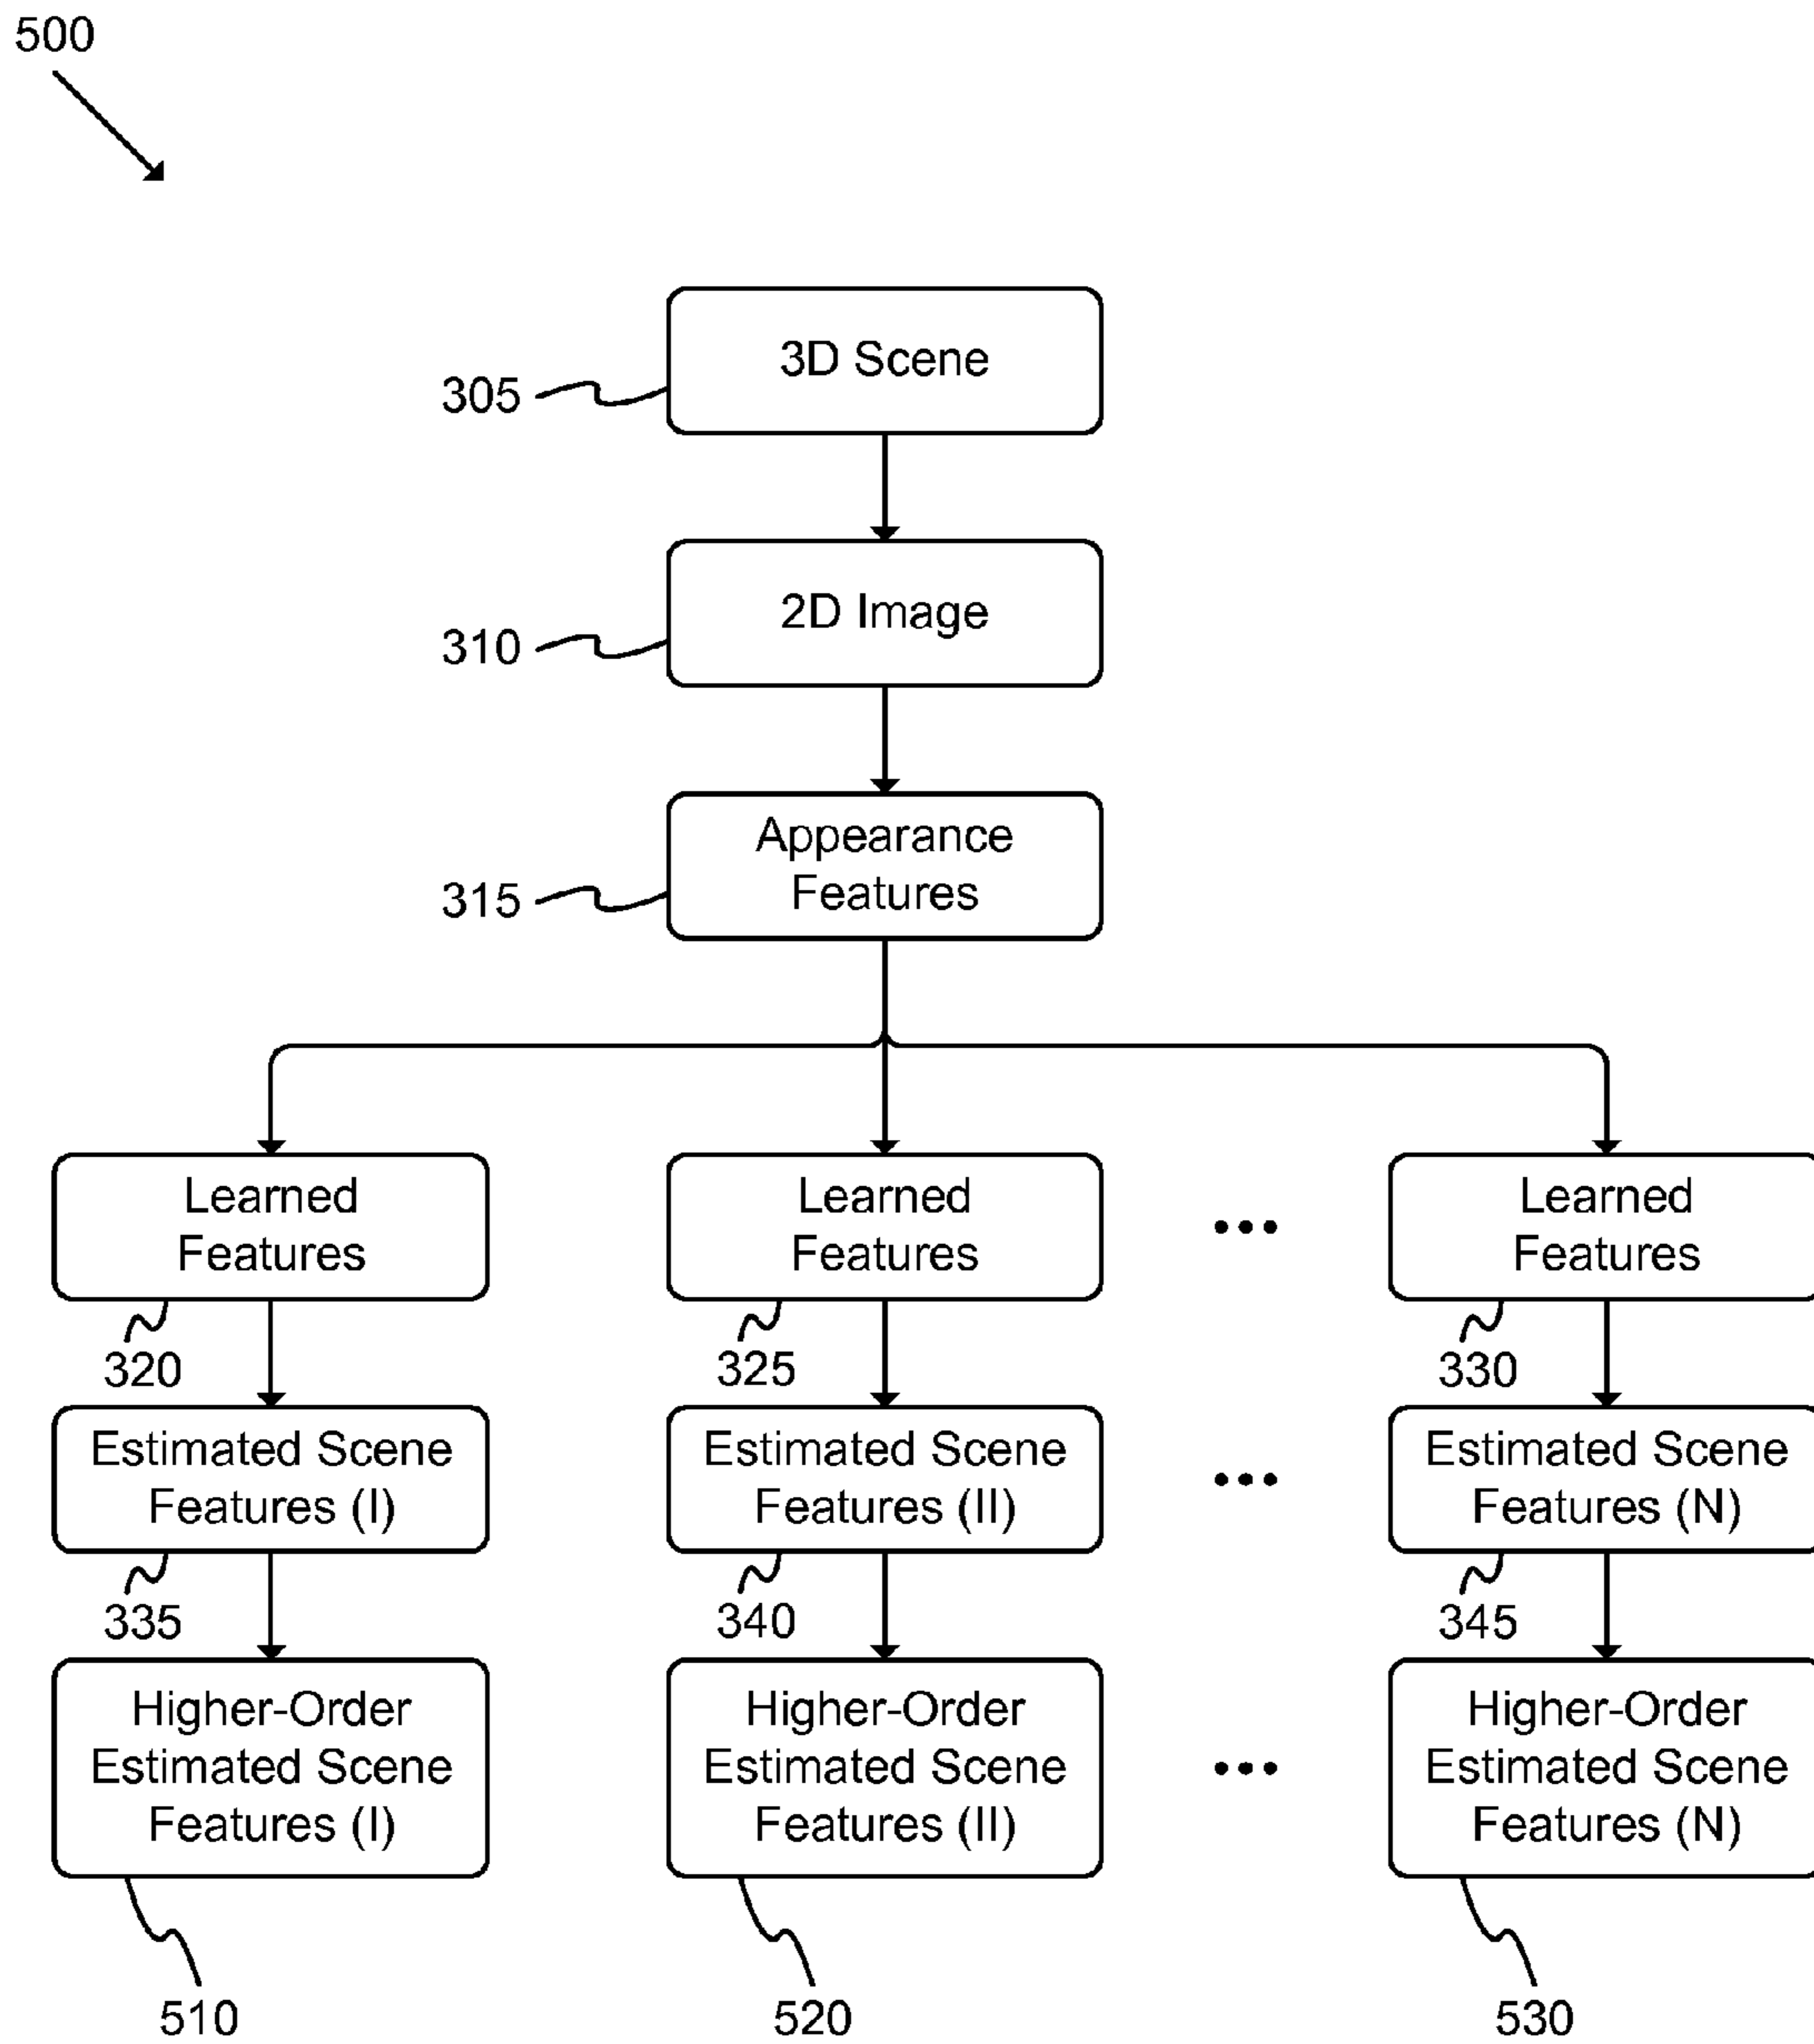 500
3D Scene
305
2D Image
310
Appearance
Features
315
Learned
Features
Learned
Features
•••
Learned
Features
320
325
330
Estimated Scene
Features (I)
Estimated Scene
Features (II)
•••
Estimated Scene
Features (N)
335
340
345
Higher-Order
Estimated Scene
Features (I)
Higher-Order
Estimated Scene
Features (II)
•••
Higher-Order
Estimated Scene
Features (N)
510
520
530